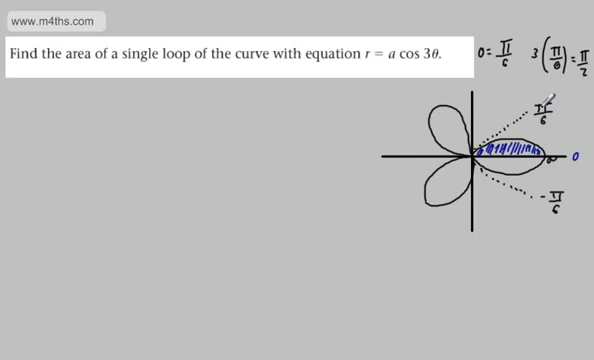 www.m4ths.com
Find the area of a single loop of the curve with equation r = a cos 3θ.
θ = π/6 3(π/6) = π/2
π/6
a 0
-π/6